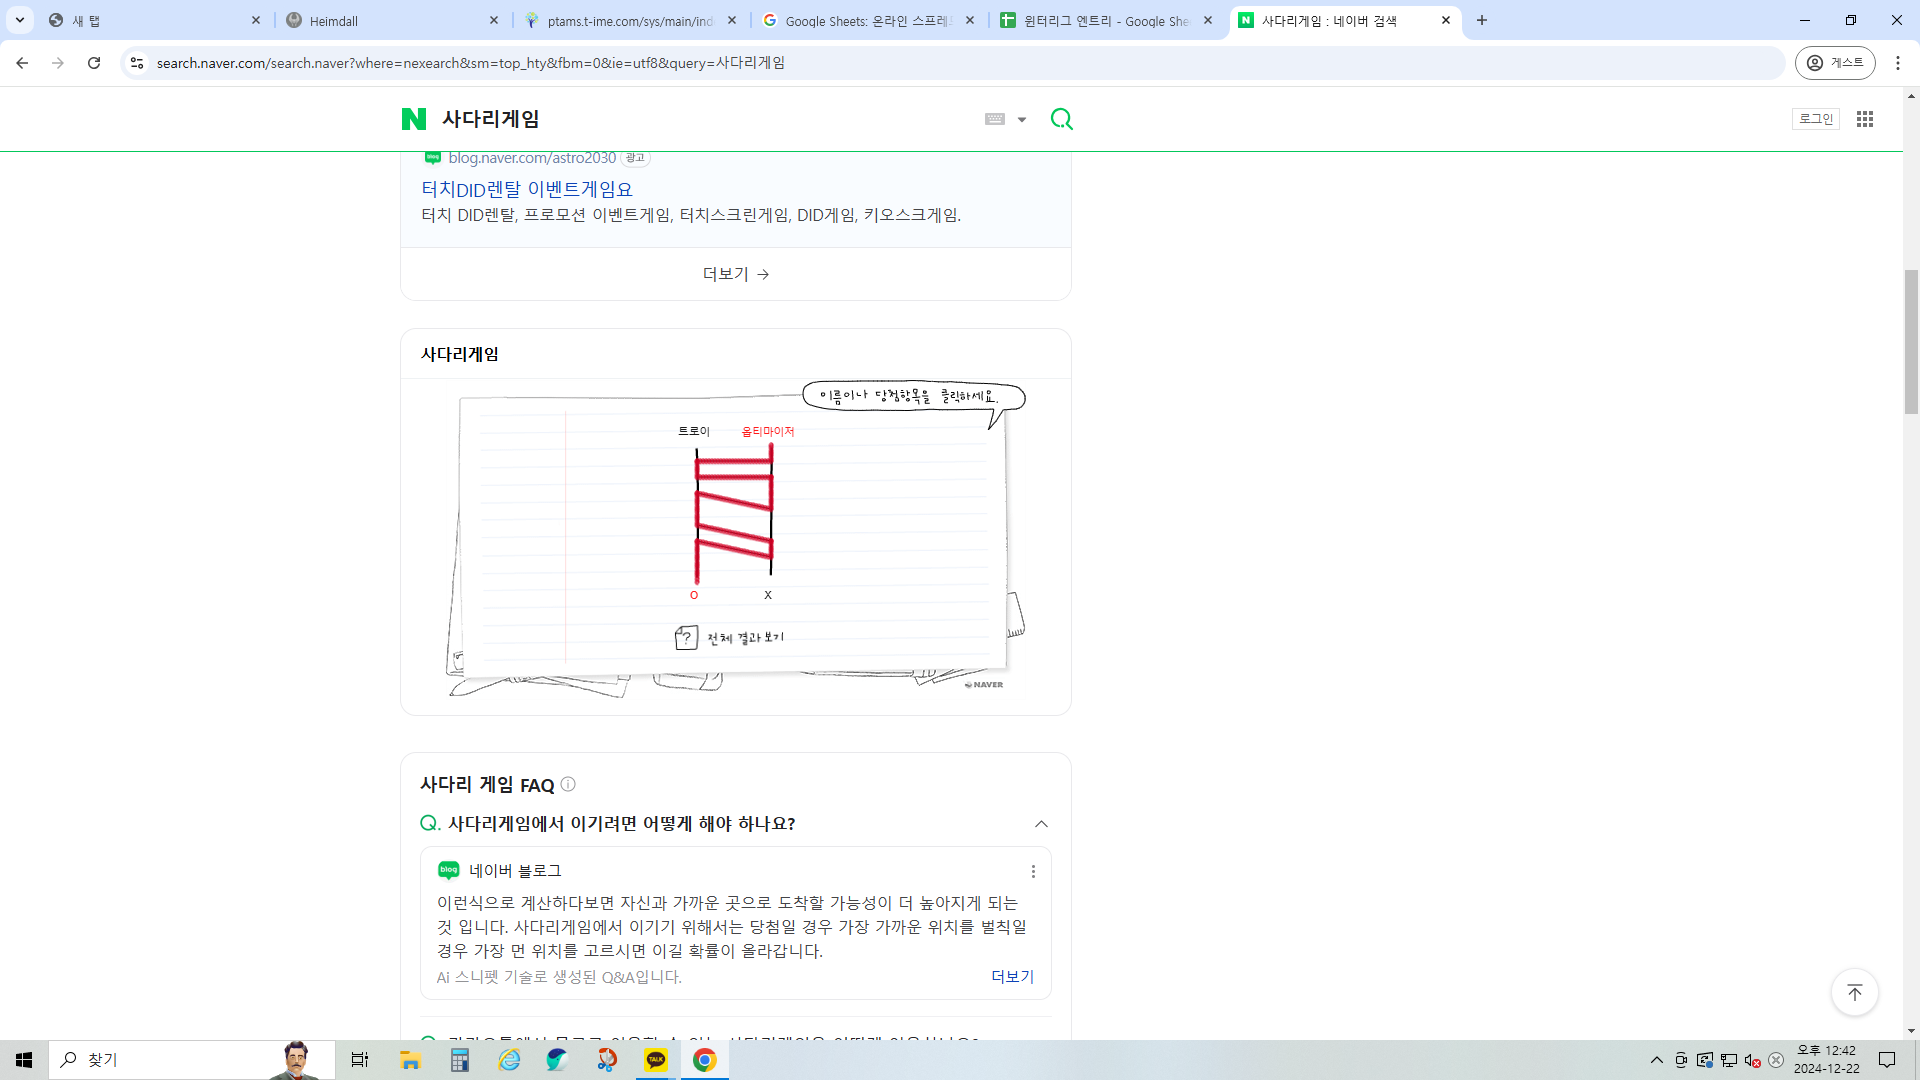 새 탭
Heimdall
ptams.t-ime.com/sys/main/ind
Google Sheets: 온라인 스프레드
윈터리그 엔트리 - Google She
사다리게임 : 네이버 검색
search.naver.com/search.naver?where=nexearch&sm=top_hty&fbm=0&ie=utf8&query=사다리게임
게스트
N 사다리게임
로그인
blog blog.naver.com/astro2030 광고
터치DID렌탈 이벤트게임요
터치 DID렌탈, 프로모션 이벤트게임, 터치스크린게임, DID게임, 키오스크게임.
더보기
사다리게임
이름이나 당첨항목을 클릭하세요.
트로이 옵티마이저
O X
? 전체 결과보기
NAVER
사다리 게임 FAQ
Q. 사다리게임에서 이기려면 어떻게 해야 하나요?
blog 네이버 블로그
이런식으로 계산하다보면 자신과 가까운 곳으로 도착할 가능성이 더 높아지게 되는
것 입니다. 사다리게임에서 이기기 위해서는 당첨일 경우 가장 가까운 위치를 벌칙일
경우 가장 먼 위치를 고르시면 이길 확률이 올라갑니다.
Ai 스니펫 기술로 생성된 Q&A입니다.
더보기
찾기
TALK
오후 12:42
2024-12-22